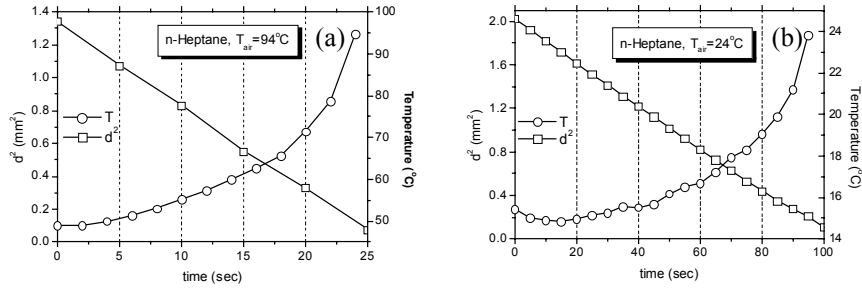 (a)
n-Heptane, T_air=94°C
T
d²
d² (mm²)
1.4
1.2
1.0
0.8
0.6
0.4
0.2
0.0
0 5 10 15 20 25
time (sec)
100
90
80
70
60
50
Temperature (°C)
(b)
n-Heptane, T_air=24°C
T
d²
d² (mm²)
2.0
1.6
1.2
0.8
0.4
0.0
0 20 40 60 80 100
time (sec)
24
22
20
18
16
14
Temperature (°C)